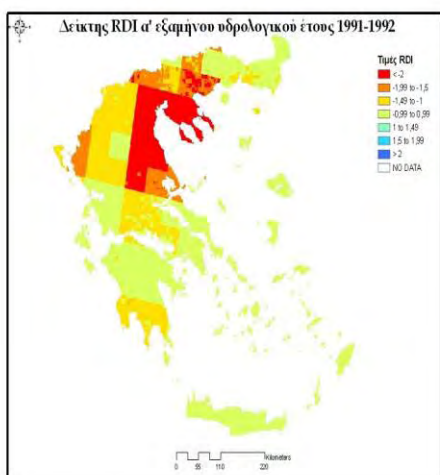 Δείκτης RDI α' εξαμήνου υδρολογικού έτους 1991-1992
Τιμές RDI
< -2
-1,99 to -1,5
-1,49 to -1
-0,99 to 0,99
1 to 1,49
1,5 to 1,99
> 2
NO DATA
Kilometers
0 55 110 220